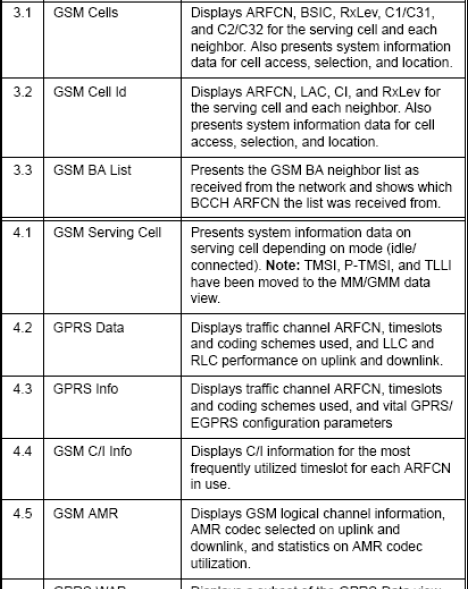 3.1 GSM Cells Displays ARFCN, BSIC, RxLev, C1/C31,
and C2/C32 for the serving cell and each
neighbor. Also presents system information
data for cell access, selection, and location.
3.2 GSM Cell Id Displays ARFCN, LAC, CI, and RxLev for
the serving cell and each neighbor. Also
presents system information data for cell
access, selection, and location.
3.3 GSM BA List Presents the GSM BA neighbor list as
received from the network and shows which
BCCH ARFCN the list was received from.
4.1 GSM Serving Cell Presents system information data on
serving cell depending on mode (idle/
connected). Note: TMSI, P-TMSI, and TLLI
have been moved to the MM/GMM data
view.
4.2 GPRS Data Displays traffic channel ARFCN, timeslots
and coding schemes used, and LLC and
RLC performance on uplink and downlink.
4.3 GPRS Info Displays traffic channel ARFCN, timeslots
and coding schemes used, and vital GPRS/
EGPRS configuration parameters
4.4 GSM C/I Info Displays C/I information for the most
frequently utilized timeslot for each ARFCN
in use.
4.5 GSM AMR Displays GSM logical channel information,
AMR codec selected on uplink and
downlink, and statistics on AMR codec
utilization.
GPRS WAP Displays a subset of the GPRS Data view